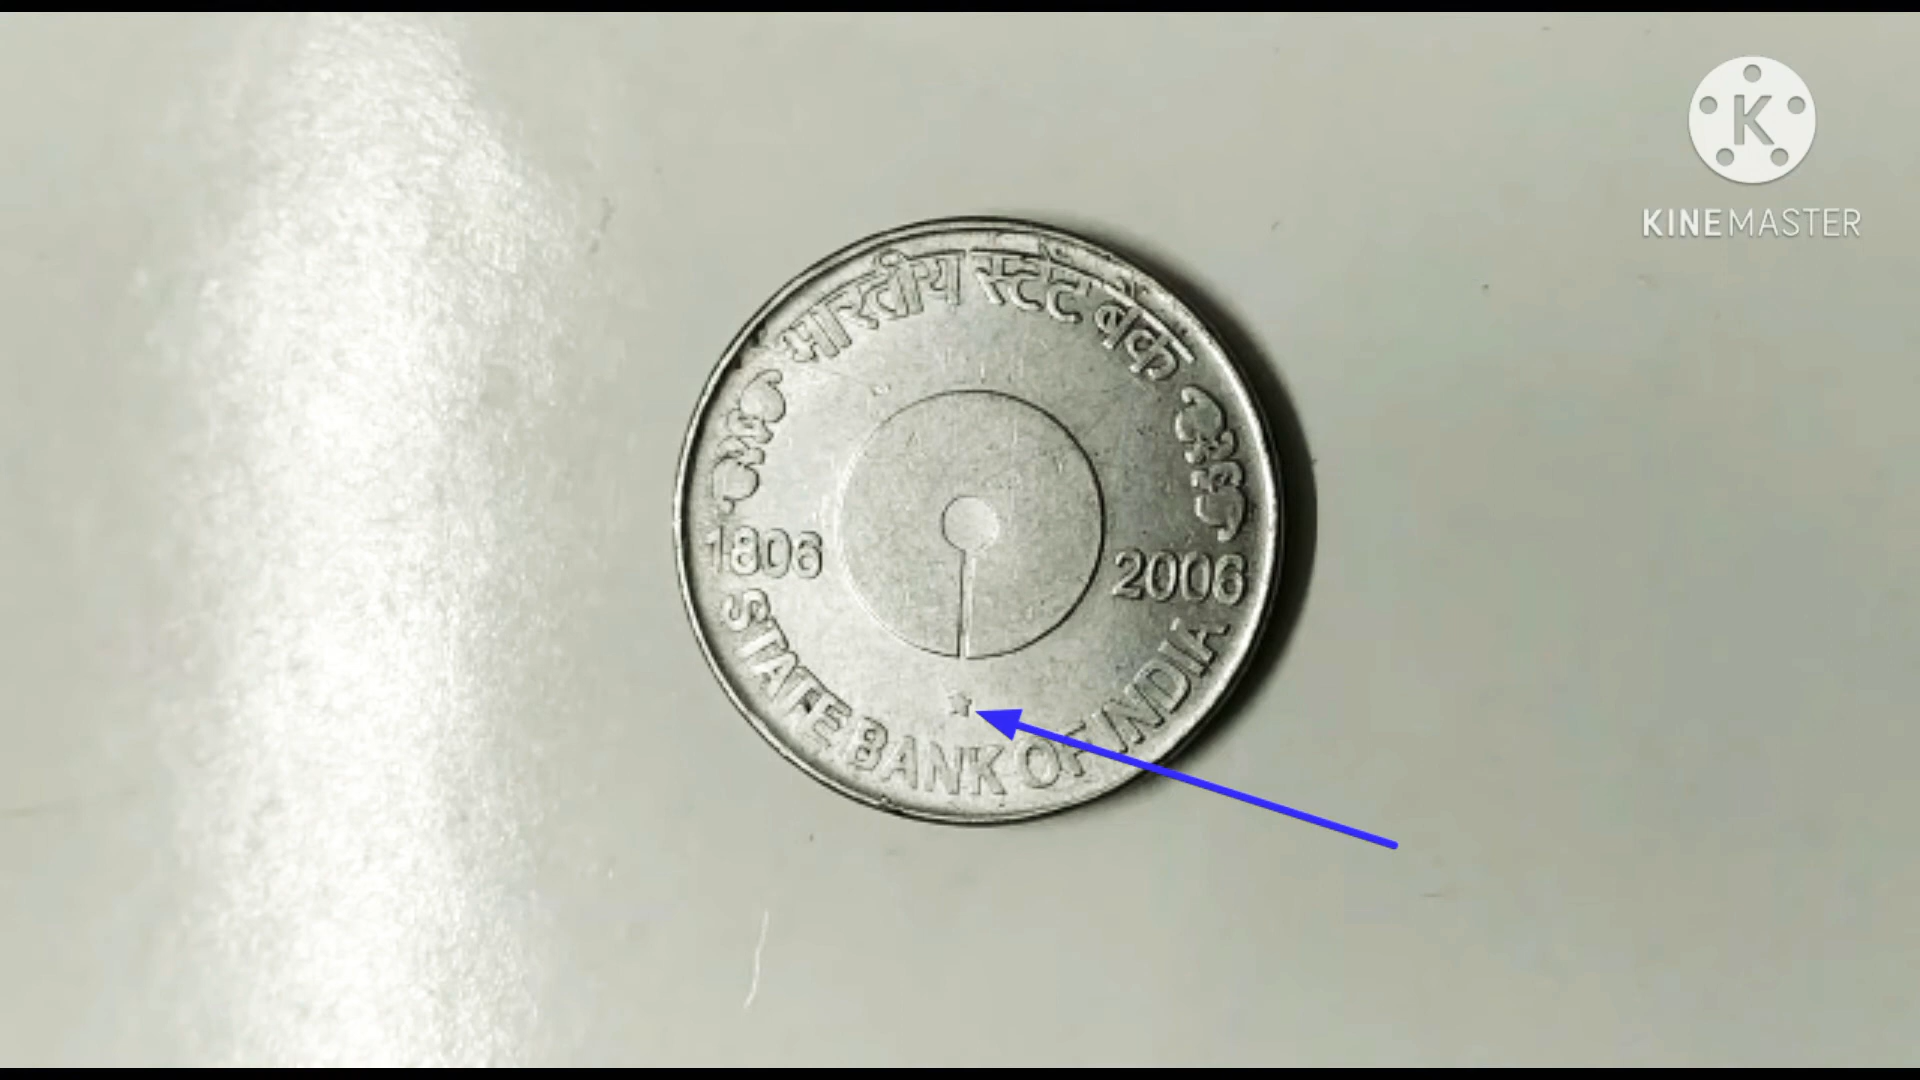 K
KINEMASTER
भारतीय स्टेट बैंक
1806
2006
STATE BANK OF INDIA